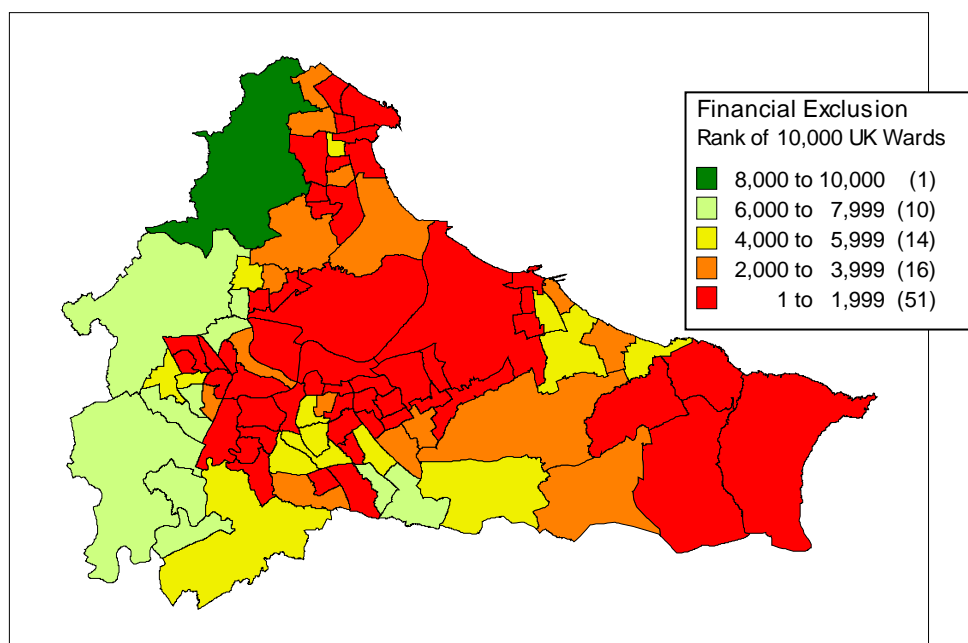 Financial Exclusion
Rank of 10,000 UK Wards
8,000 to 10,000 (1)
6,000 to 7,999 (10)
4,000 to 5,999 (14)
2,000 to 3,999 (16)
1 to 1,999 (51)